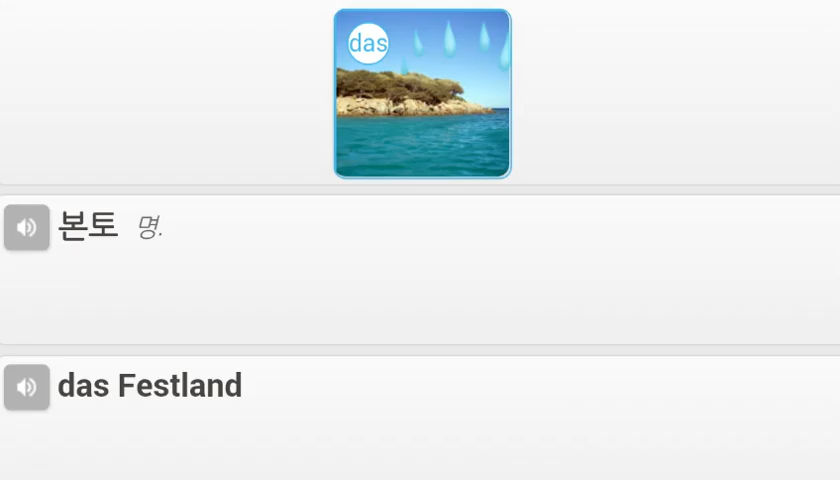 das
본토 명.
das Festland